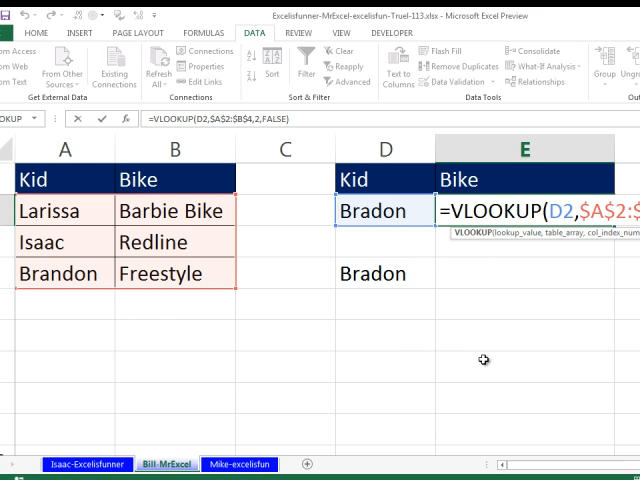 Excelisfunner-MrExcel-excelisfun-Truel-113.xlsx - Microsoft Excel Preview
HOME INSERT PAGE LAYOUT FORMULAS DATA REVIEW VIEW DEVELOPER
From Access
From Web
From Text
From Other Sources
Existing Connections
Get External Data
Refresh All
Connections
Properties
Edit Links
Connections
Sort
Filter
Clear
Reapply
Advanced
Sort & Filter
Text to Columns
Flash Fill
Remove Duplicates
Data Validation
Consolidate
What-If Analysis
Relationships
Data Tools
Group
OKUP =VLOOKUP(D2,$A$2:$B$4,2,FALSE)
A B C D E
Kid Bike Kid Bike
Larissa Barbie Bike Bradon =VLOOKUP(D2,$A$2:$
VLOOKUP(lookup_value, table_array, col_index_num
Isaac Redline
Brandon Freestyle Bradon
Isaac-Excelisfunner Bill-MrExcel Mike-excelisfun